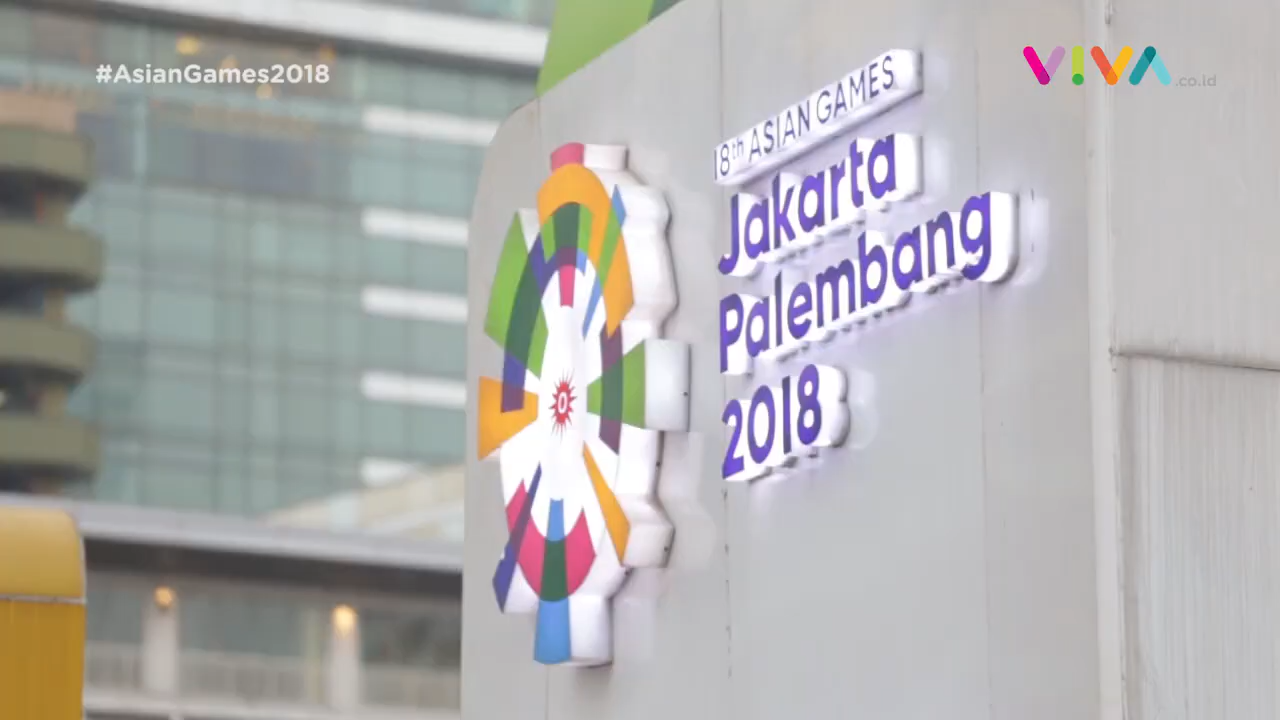 #AsianGames2018
VIVA.co.id
18th ASIAN GAMES
Jakarta
Palembang
2018